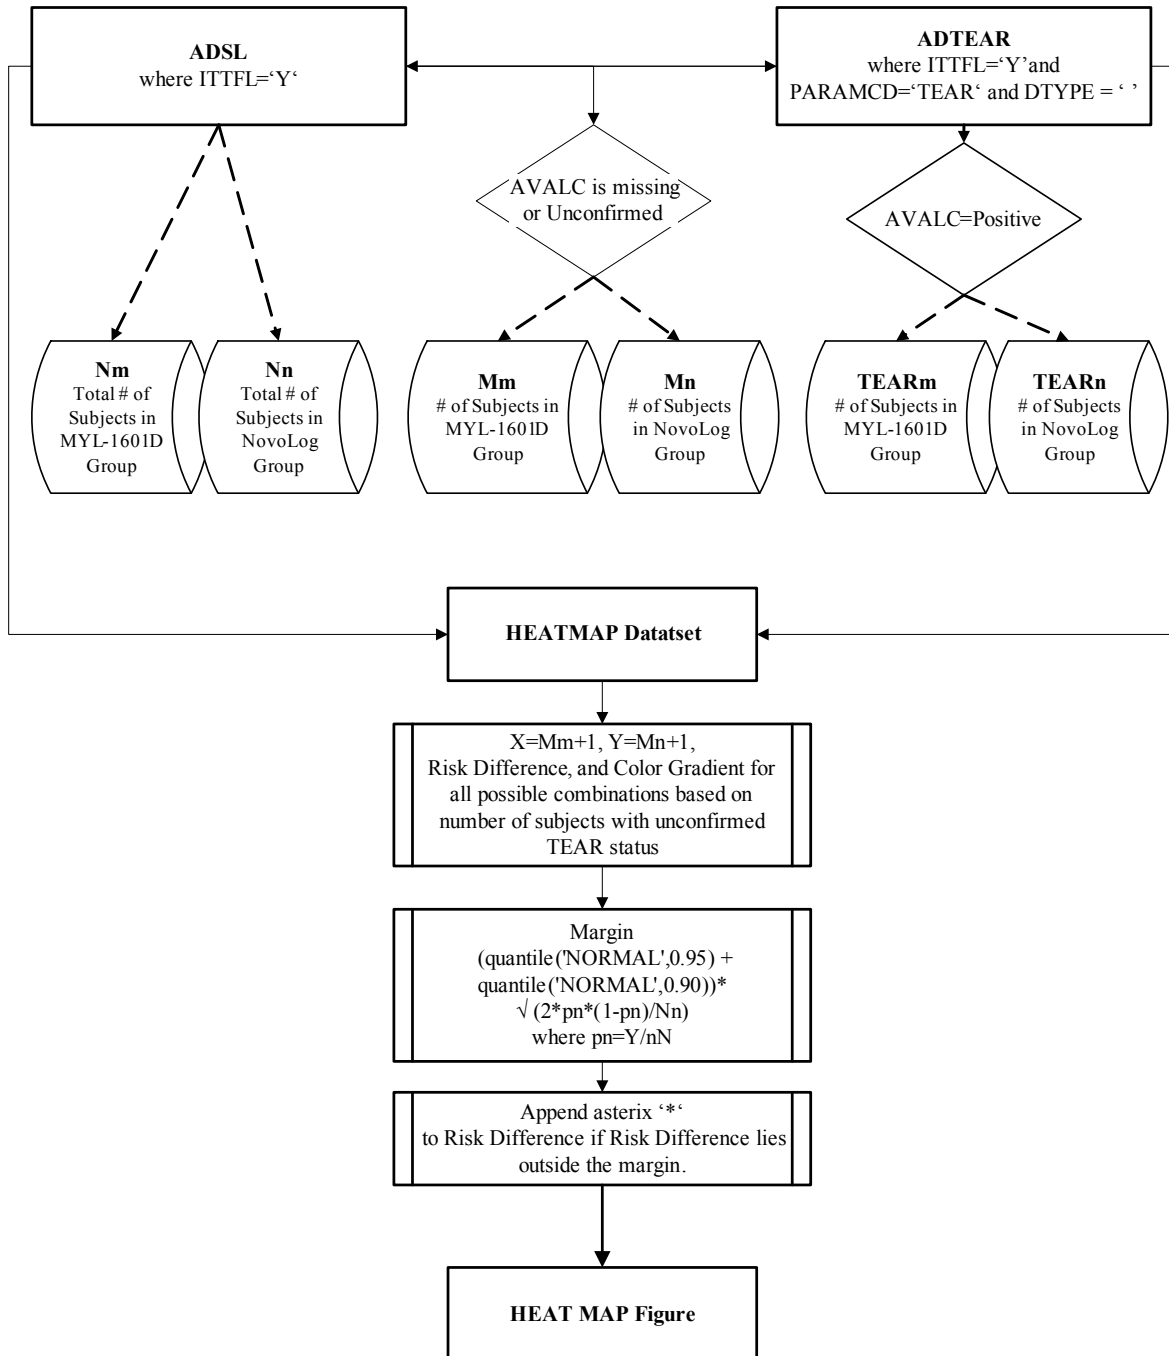 ADSL
where ITTFL=‘Y‘
ADTEAR
where ITTFL=‘Y’and
PARAMCD=‘TEAR‘ and DTYPE = ‘ ’
AVALC is missing
or Unconfirmed
AVALC=Positive
Nm
Total # of
Subjects in
MYL-1601D
Group
Nn
Total # of
Subjects in
NovoLog
Group
Mm
# of Subjects in
MYL-1601D
Group
Mn
# of Subjects
in NovoLog
Group
TEARm
# of Subjects in
MYL-1601D
Group
TEARn
# of Subjects
in NovoLog
Group
HEATMAP Datatset
X=Mm+1, Y=Mn+1,
Risk Difference, and Color Gradient for
all possible combinations based on
number of subjects with unconfirmed
TEAR status
Margin
(quantile('NORMAL',0.95) +
quantile('NORMAL',0.90))*
√ (2*pn*(1-pn)/Nn)
where pn=Y/nN
Append asterix ‘*‘
to Risk Difference if Risk Difference lies
outside the margin.
HEAT MAP Figure